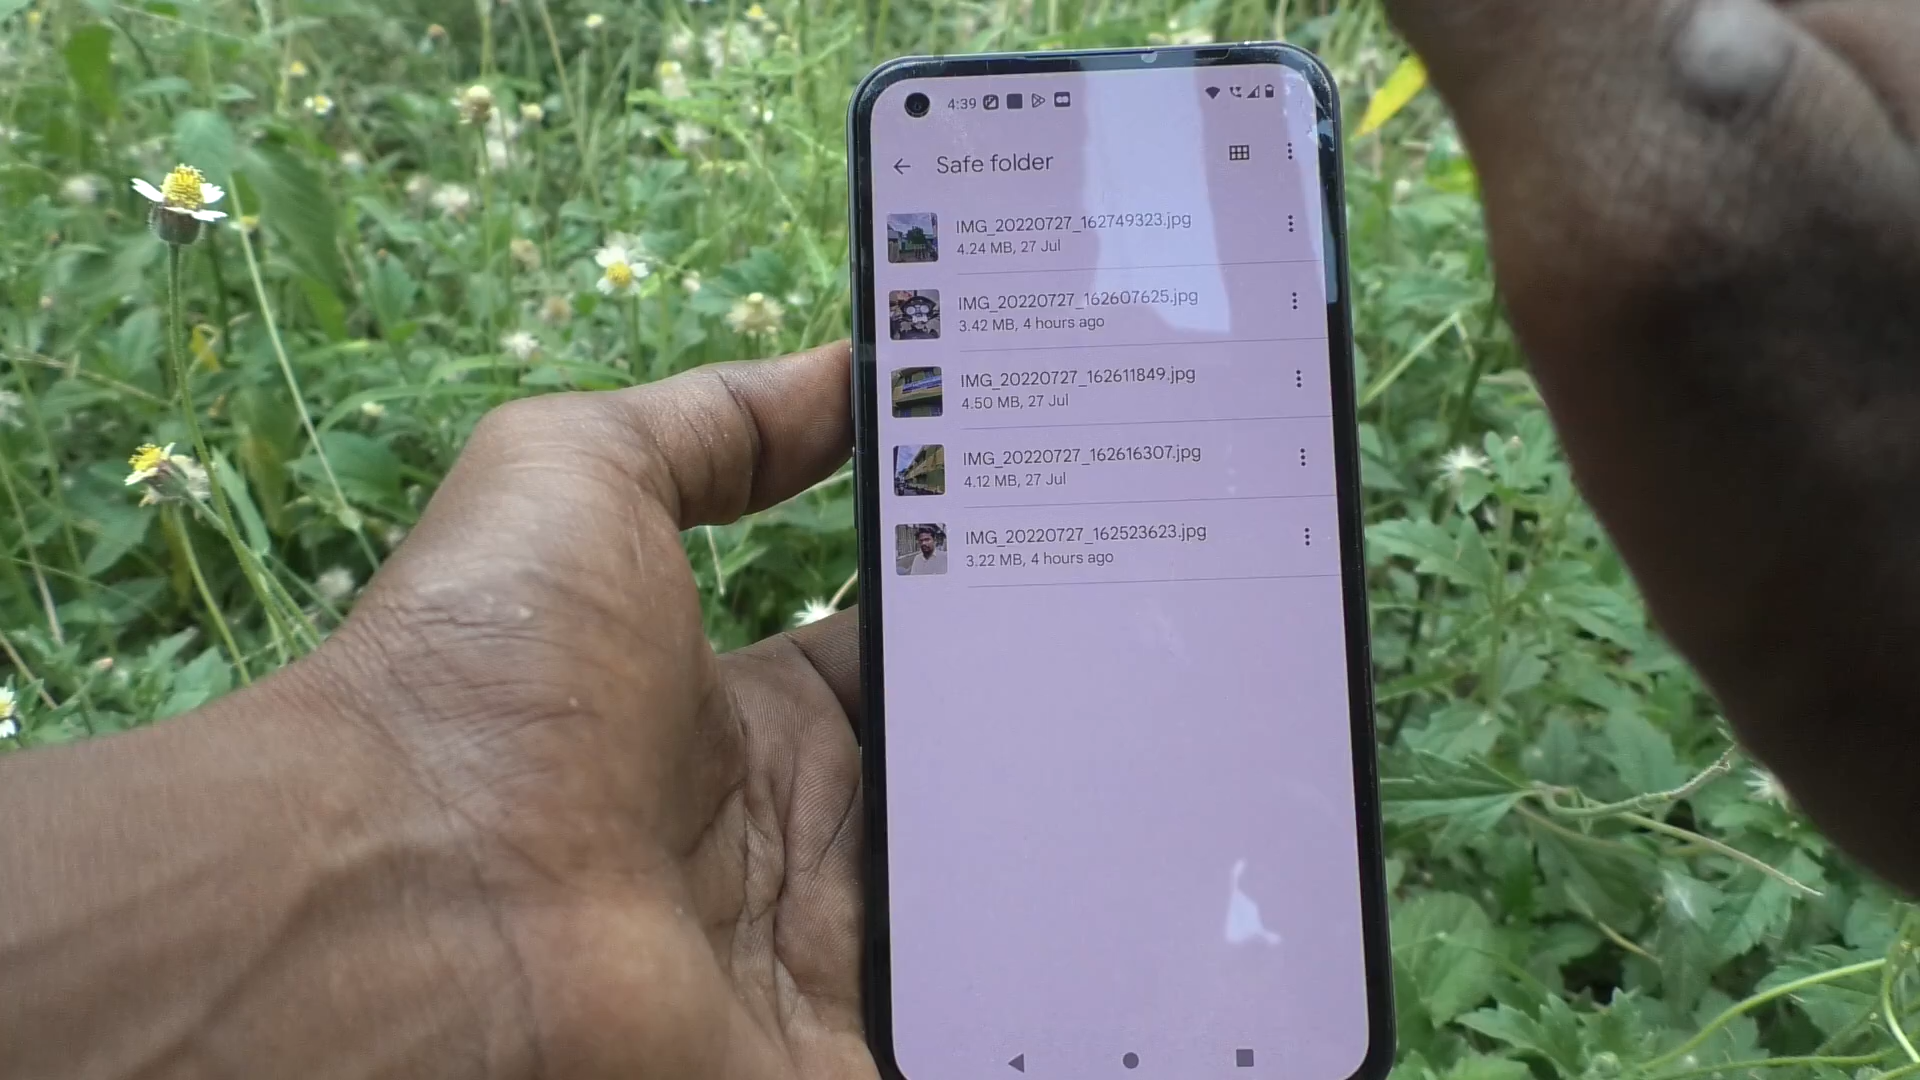 4:39
Safe folder
IMG_20220727_162749323.jpg
4.24 MB, 27 Jul
IMG_20220727_162607625.jpg
3.42 MB, 4 hours ago
IMG_20220727_162611849.jpg
4.50 MB, 27 Jul
IMG_20220727_162616307.jpg
4.12 MB, 27 Jul
IMG_20220727_162523623.jpg
3.22 MB, 4 hours ago